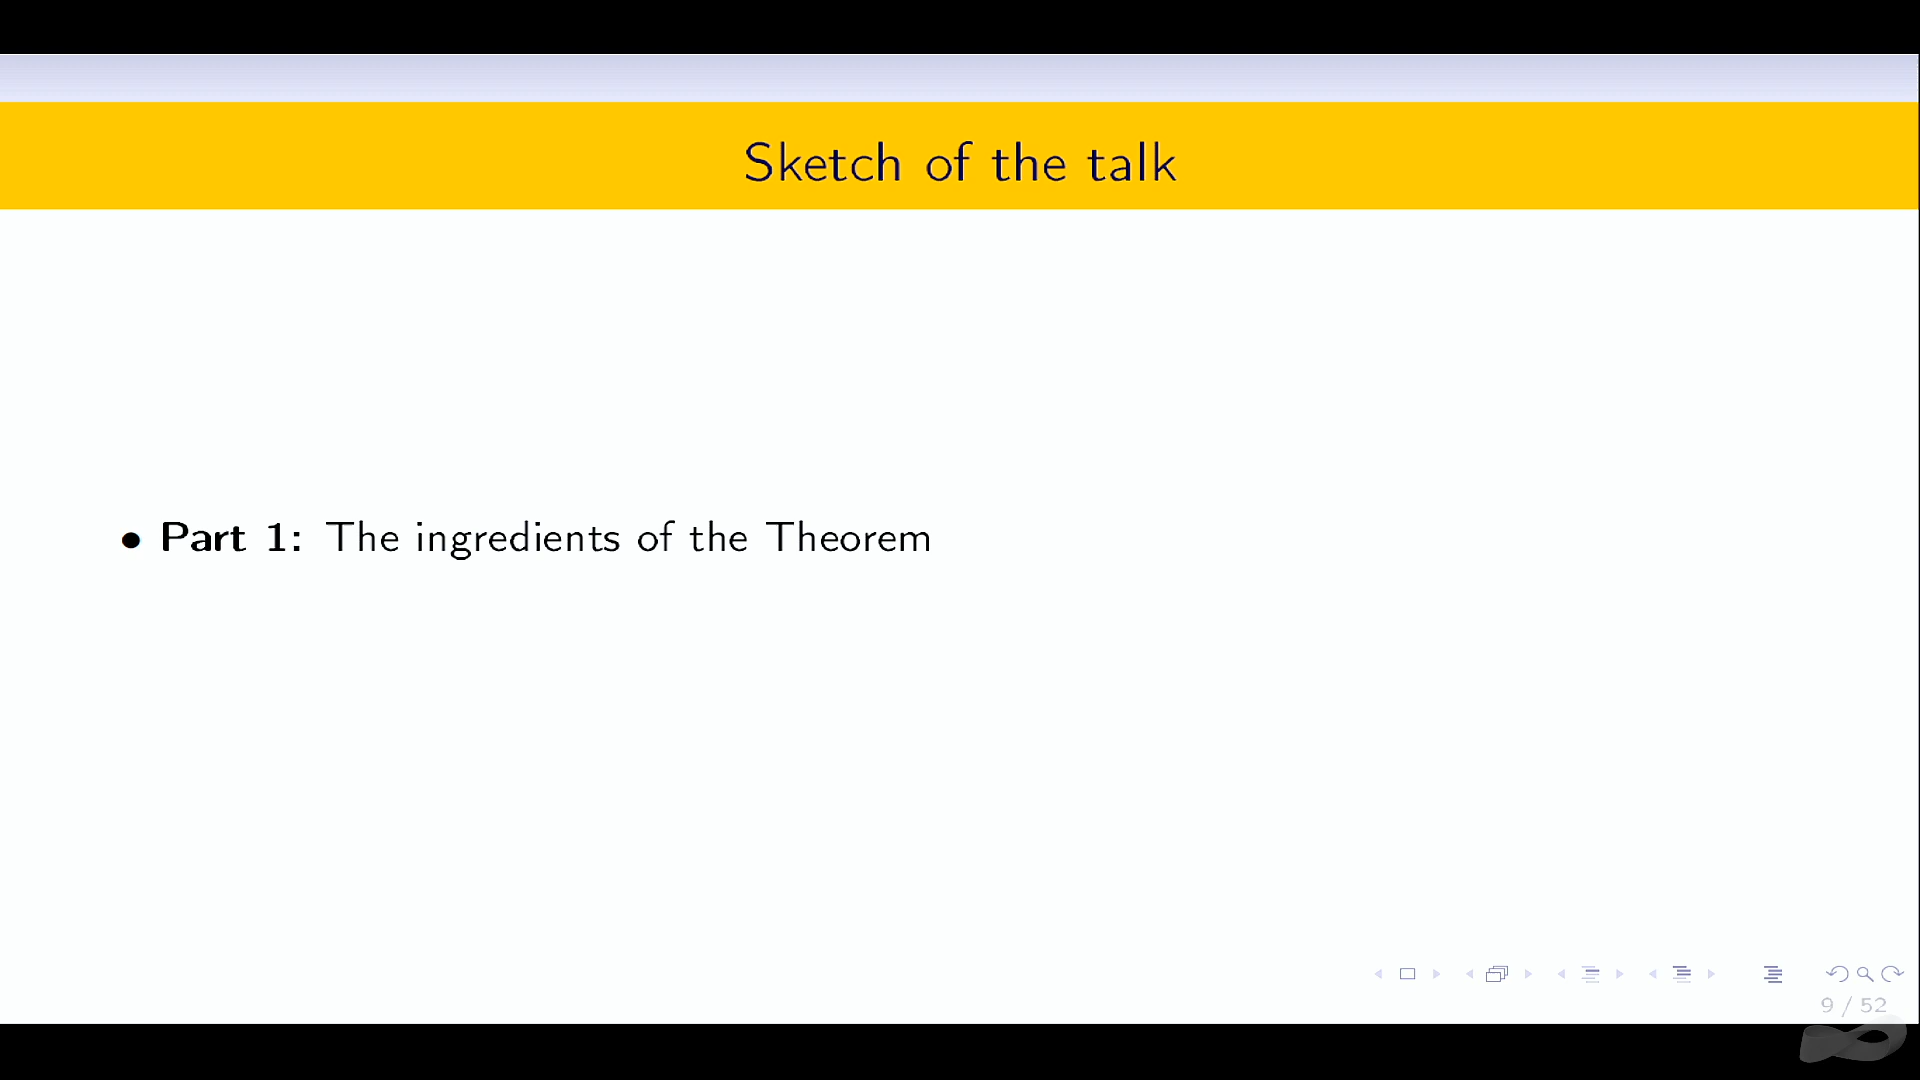 Sketch of the talk
• Part 1: The ingredients of the Theorem
9 / 52